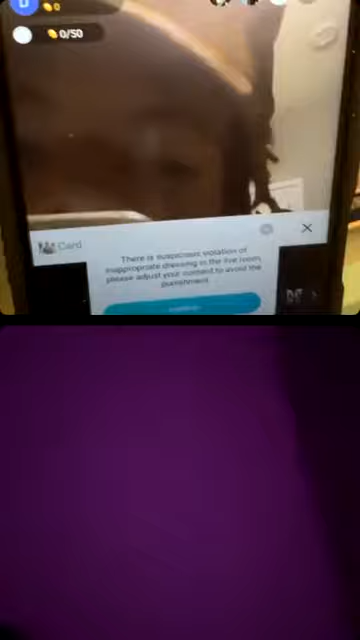 0
0/50
Card
There is suspicious violation of
inappropriate dressing in the live room,
please adjust your content to avoid the
punishment